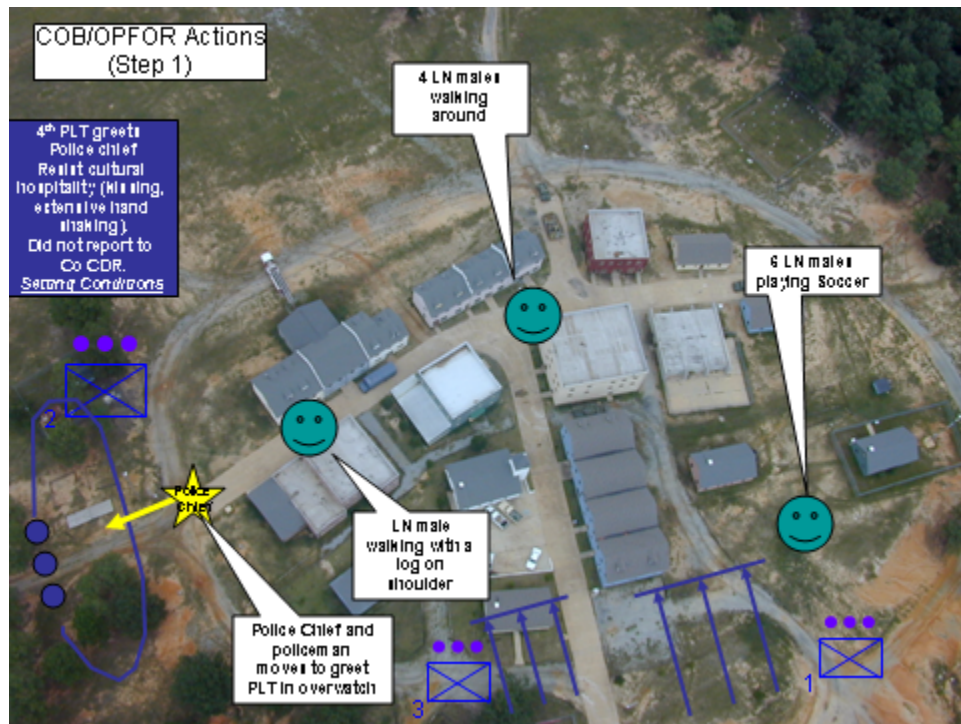 COB/OPFOR Actions
(Step 1)
4 LN males
walking
around
4th PLT greets
Police chief
Resist cultural
hospitality (kissing,
extensive hand
shaking).
Did not report to
Co CDR.
Setting Conditions
6 LN males
playing Soccer
2
Police
Chief
LN male
walking with a
log on
shoulder
Police Chief and
policeman
moves to greet
PLT in overwatch
3
1